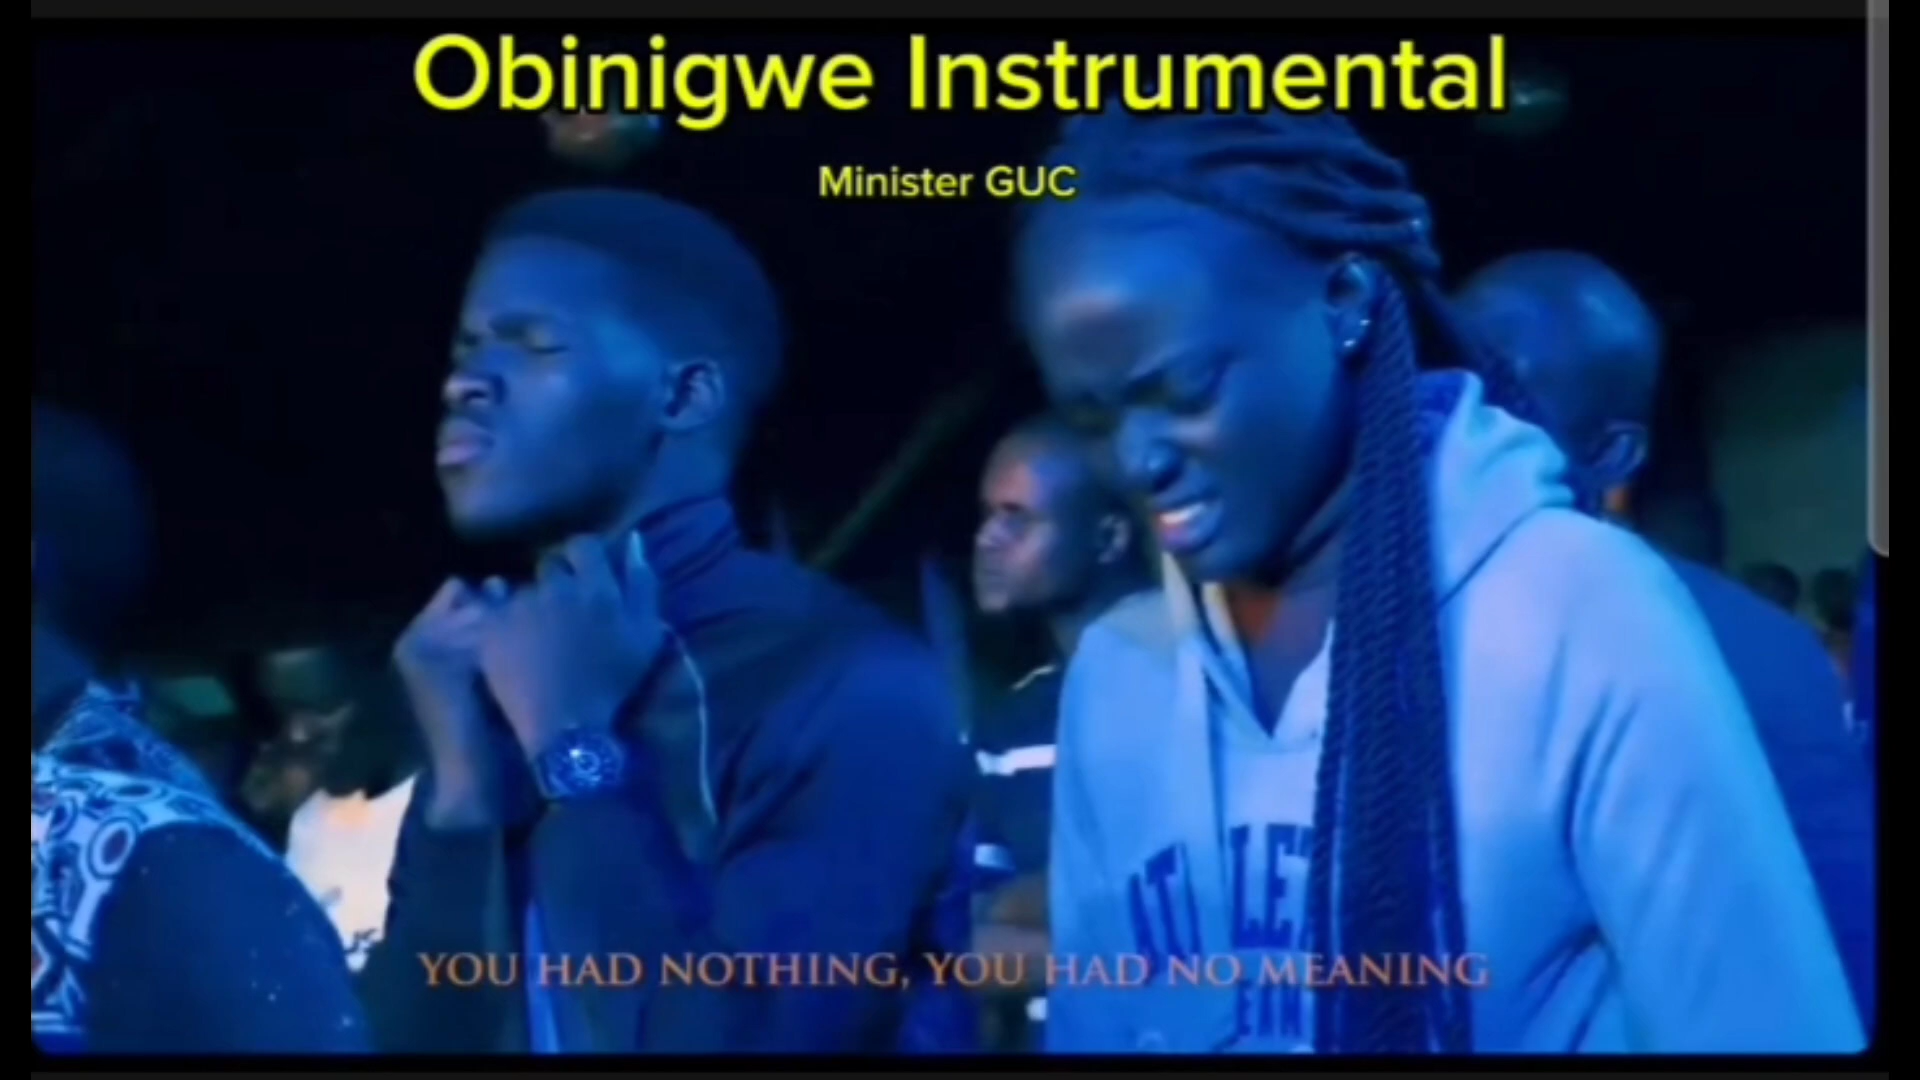 Obinigwe Instrumental
Minister GUC
YOU HAD NOTHING, YOU HAD NO MEANING